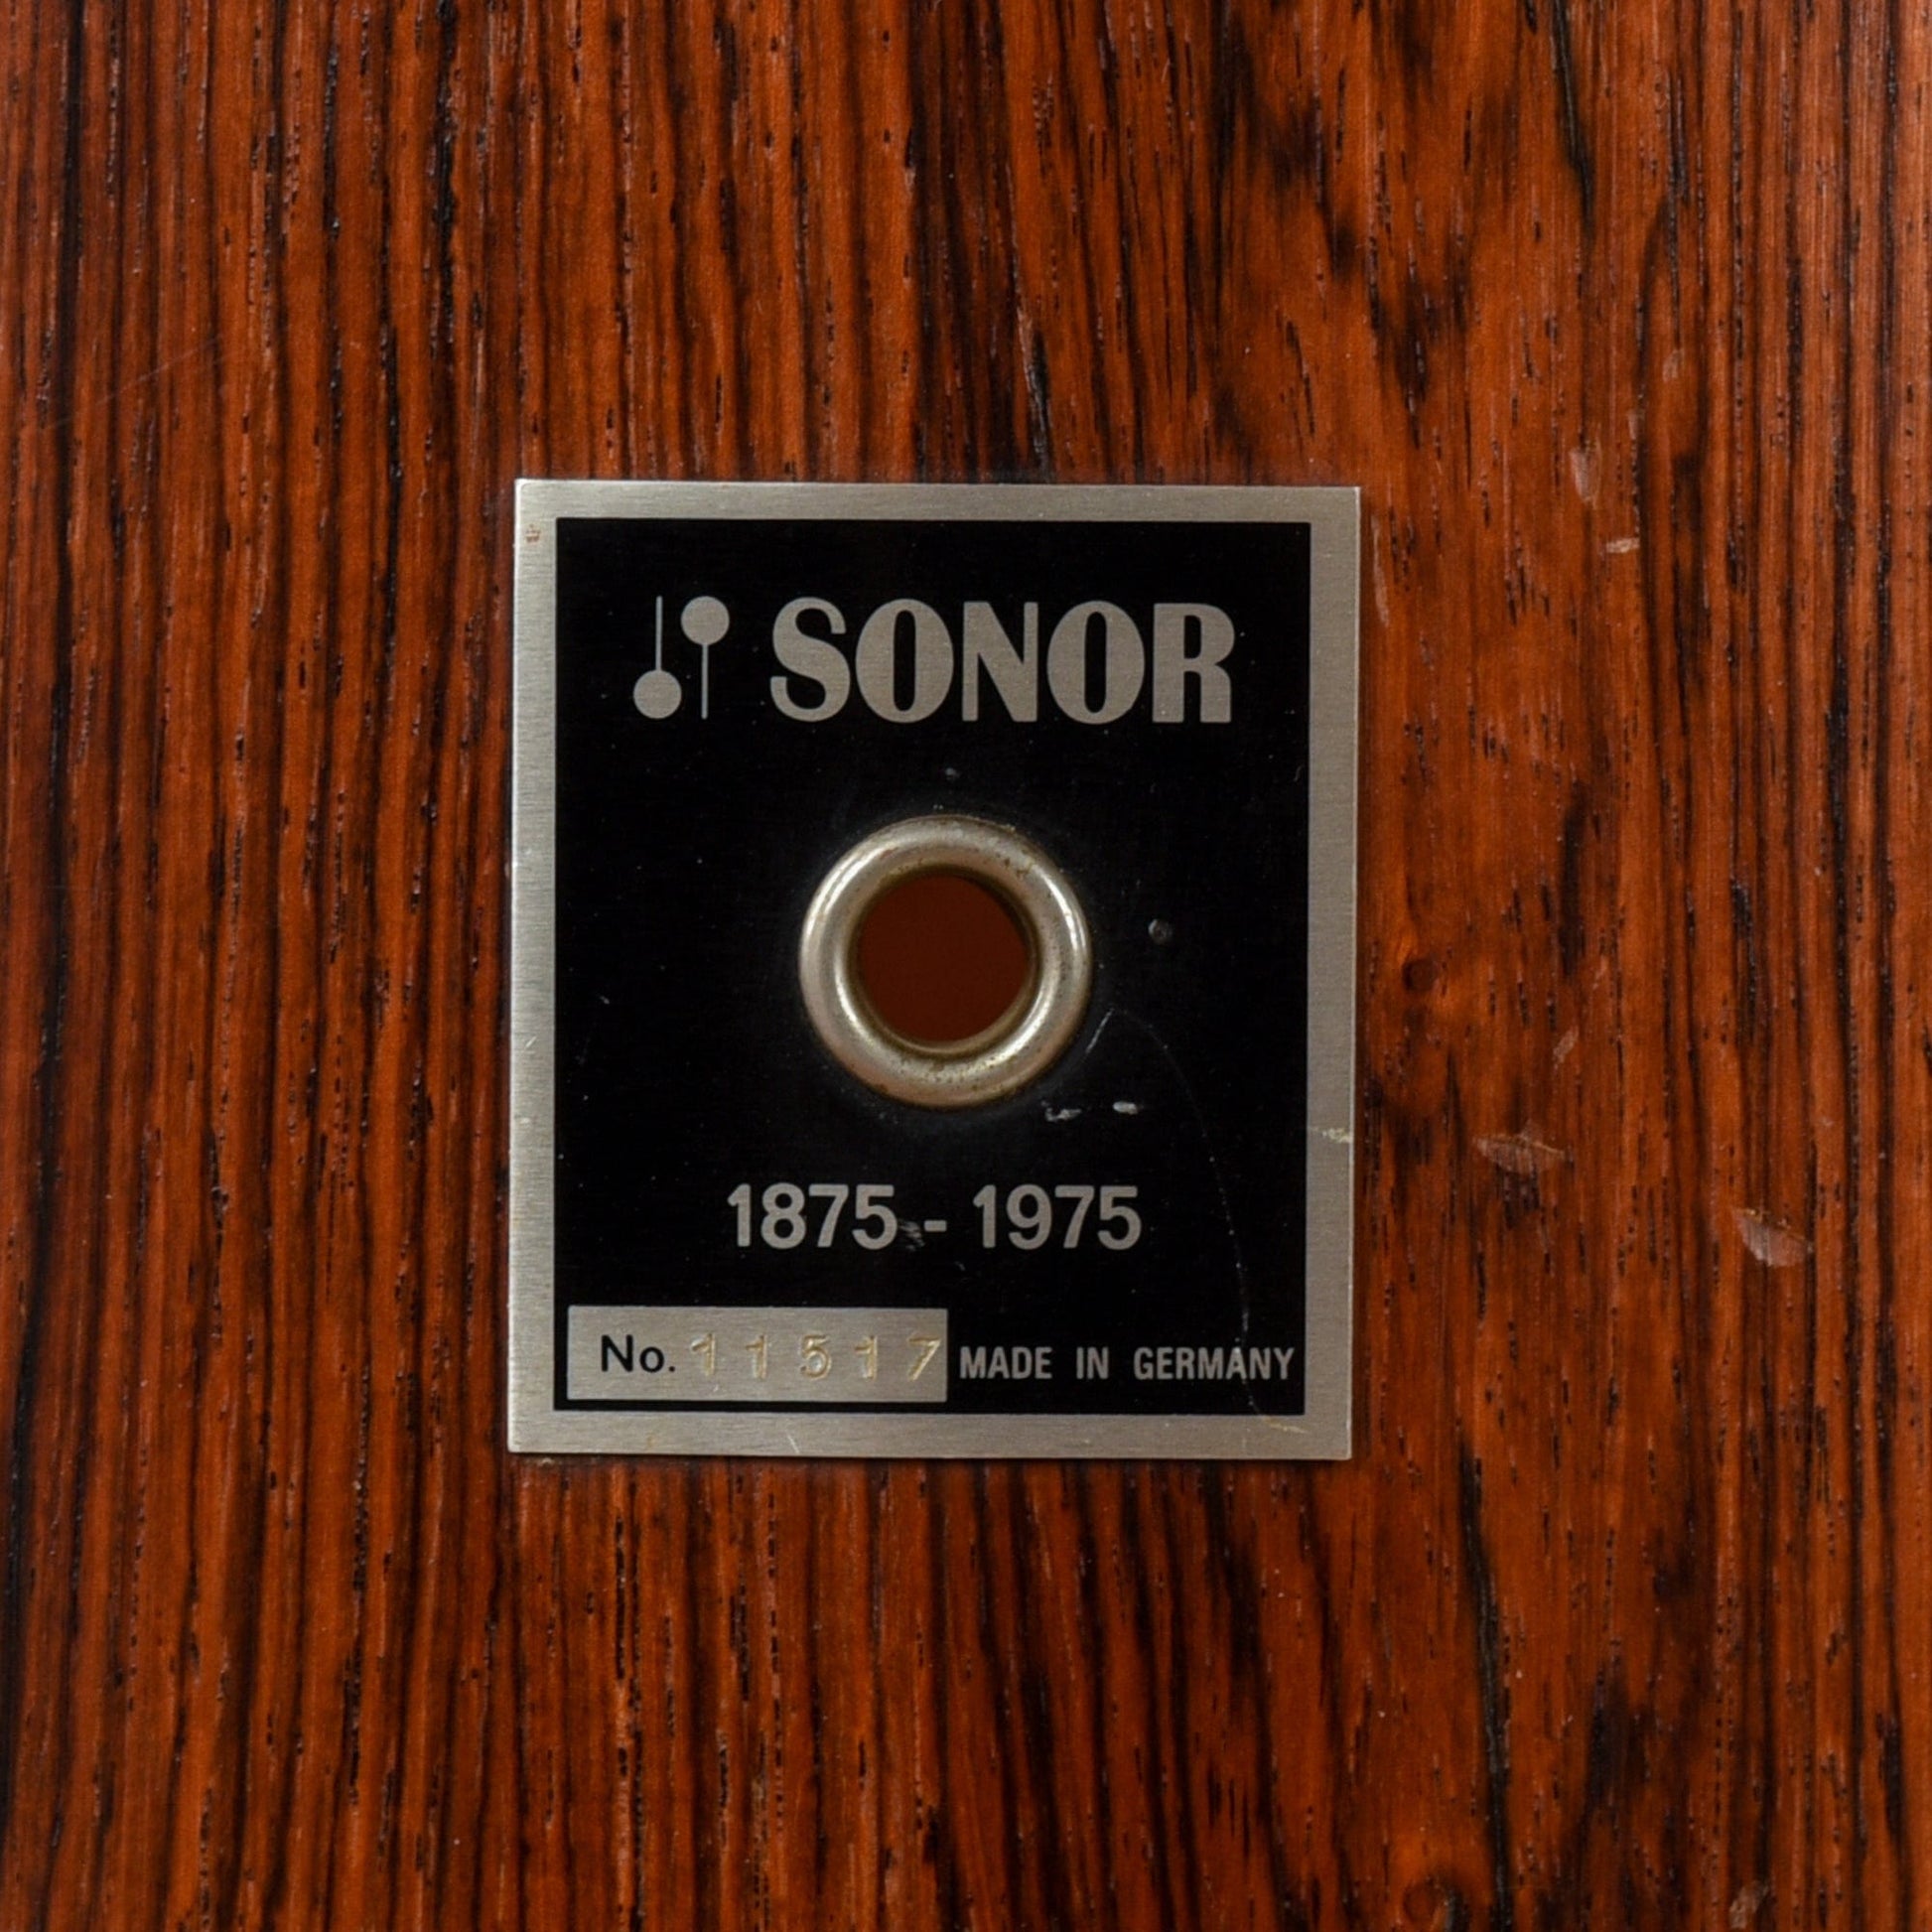 SONOR
1875 - 1975
No. 11517 MADE IN GERMANY